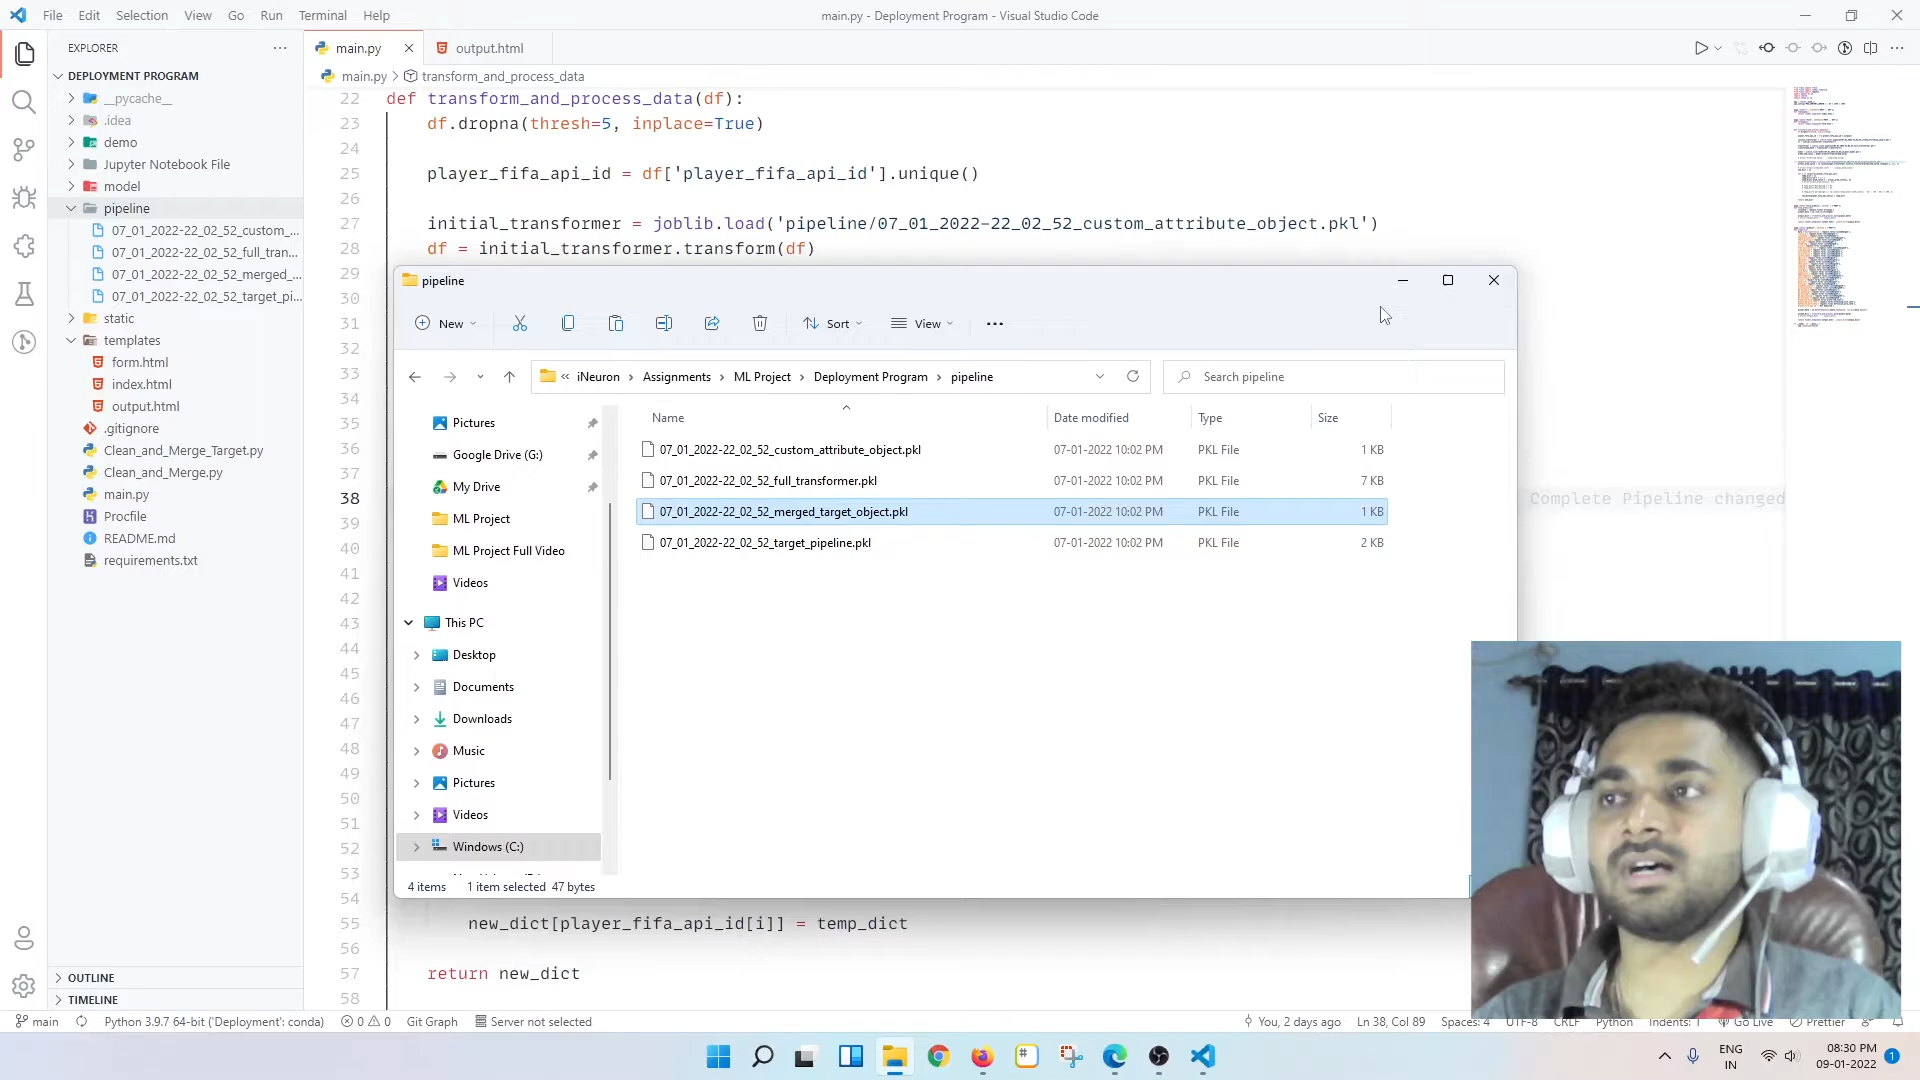 File Edit Selection View Go Run Terminal Help
main.py - Deployment Program - Visual Studio Code
EXPLORER
DEPLOYMENT PROGRAM
__pycache__
.idea
demo
Jupyter Notebook File
model
pipeline
07_01_2022-22_02_52_custom_...
07_01_2022-22_02_52_full_tran...
07_01_2022-22_02_52_merged_...
07_01_2022-22_02_52_target_pi...
static
templates
form.html
index.html
output.html
.gitignore
Clean_and_Merge_Target.py
Clean_and_Merge.py
main.py
Procfile
README.md
requirements.txt
OUTLINE
TIMELINE
main.py output.html
main.py > transform_and_process_data
22 def transform_and_process_data(df):
23 df.dropna(thresh=5, inplace=True)
24
25 player_fifa_api_id = df['player_fifa_api_id'].unique()
26
27 initial_transformer = joblib.load('pipeline/07_01_2022-22_02_52_custom_attribute_object.pkl')
28 df = initial_transformer.transform(df)
29
30
31
32
33
34
35
36
37
38 Complete Pipeline changed
39
40
41
42
43
44
45
46
47
48
49
50
51
52
53
54
55 new_dict[player_fifa_api_id[i]] = temp_dict
56
57 return new_dict
58
pipeline
New Sort View
« iNeuron > Assignments > ML Project > Deployment Program > pipeline
Search pipeline
Pictures
Google Drive (G:)
My Drive
ML Project
ML Project Full Video
Videos
This PC
Desktop
Documents
Downloads
Music
Pictures
Videos
Windows (C:)
Name Date modified Type Size
07_01_2022-22_02_52_custom_attribute_object.pkl 07-01-2022 10:02 PM PKL File 1 KB
07_01_2022-22_02_52_full_transformer.pkl 07-01-2022 10:02 PM PKL File 7 KB
07_01_2022-22_02_52_merged_target_object.pkl 07-01-2022 10:02 PM PKL File 1 KB
07_01_2022-22_02_52_target_pipeline.pkl 07-01-2022 10:02 PM PKL File 2 KB
4 items 1 item selected 47 bytes
main Python 3.9.7 64-bit ('Deployment': conda) 0 0 Git Graph Server not selected You, 2 days ago Ln 38, Col 89 Spaces: 4 UTF-8 CRLF Python Indents: 1 Go Live Prettier
ENG
IN
08:30 PM
09-01-2022
1